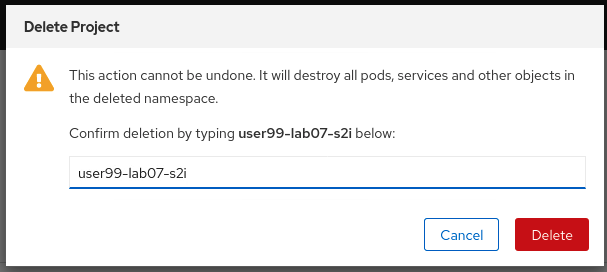 Delete Project
This action cannot be undone. It will destroy all pods, services and other objects in
the deleted namespace.
Confirm deletion by typing user99-lab07-s2i below:
user99-lab07-s2i
Cancel
Delete